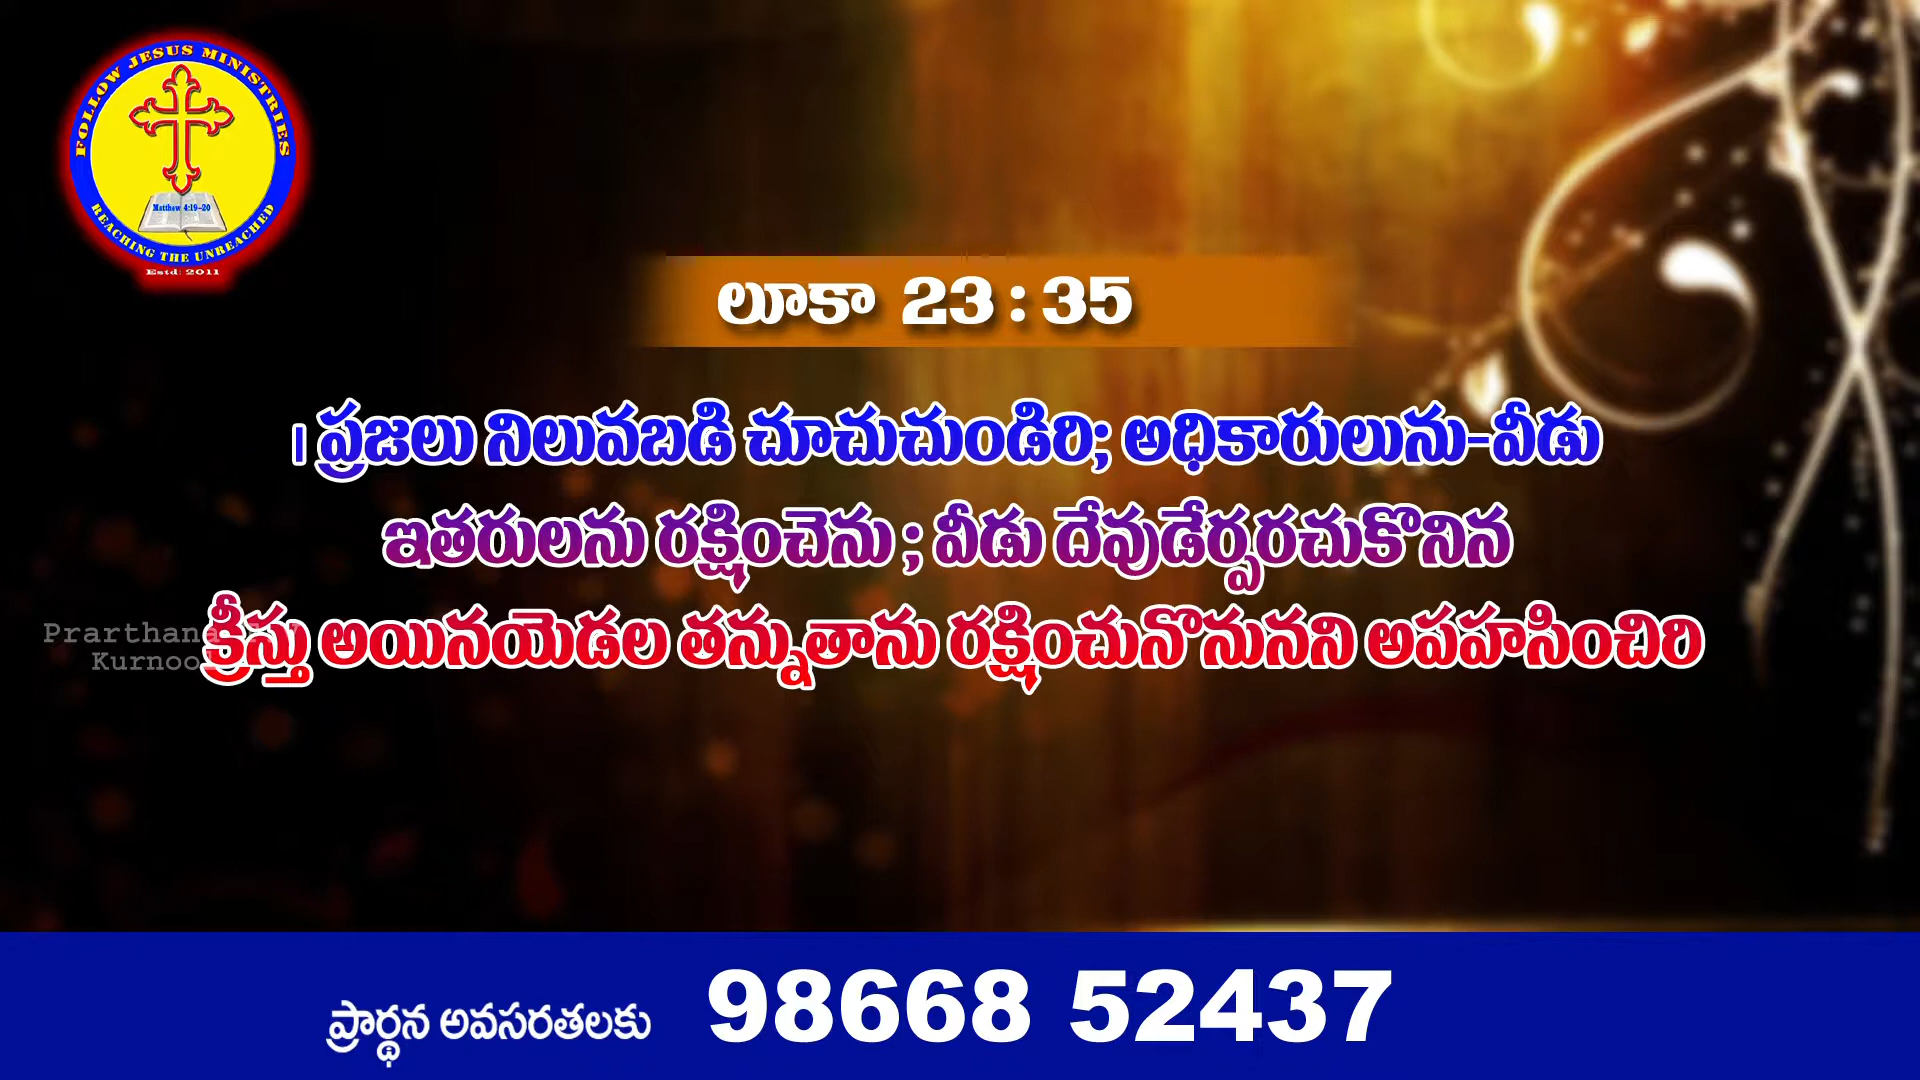 FOLLOW JESUS MINISTRIES
Matthew 4:19-20
REACHING THE UNREACHED
Estd: 2011
లూకా 23 : 35
। ప్రజలు నిలువబడి చూచుచుండిరి; అధికారులును-వీడు
ఇతరులను రక్షించెను ; వీడు దేవుడేర్పరచుకొనిన
క్రీస్తు అయినయెడల తన్నుతాను రక్షించునొనునని అపహసించిరి
Prarthana
ప్రార్థన అవసరతలకు 98668 52437